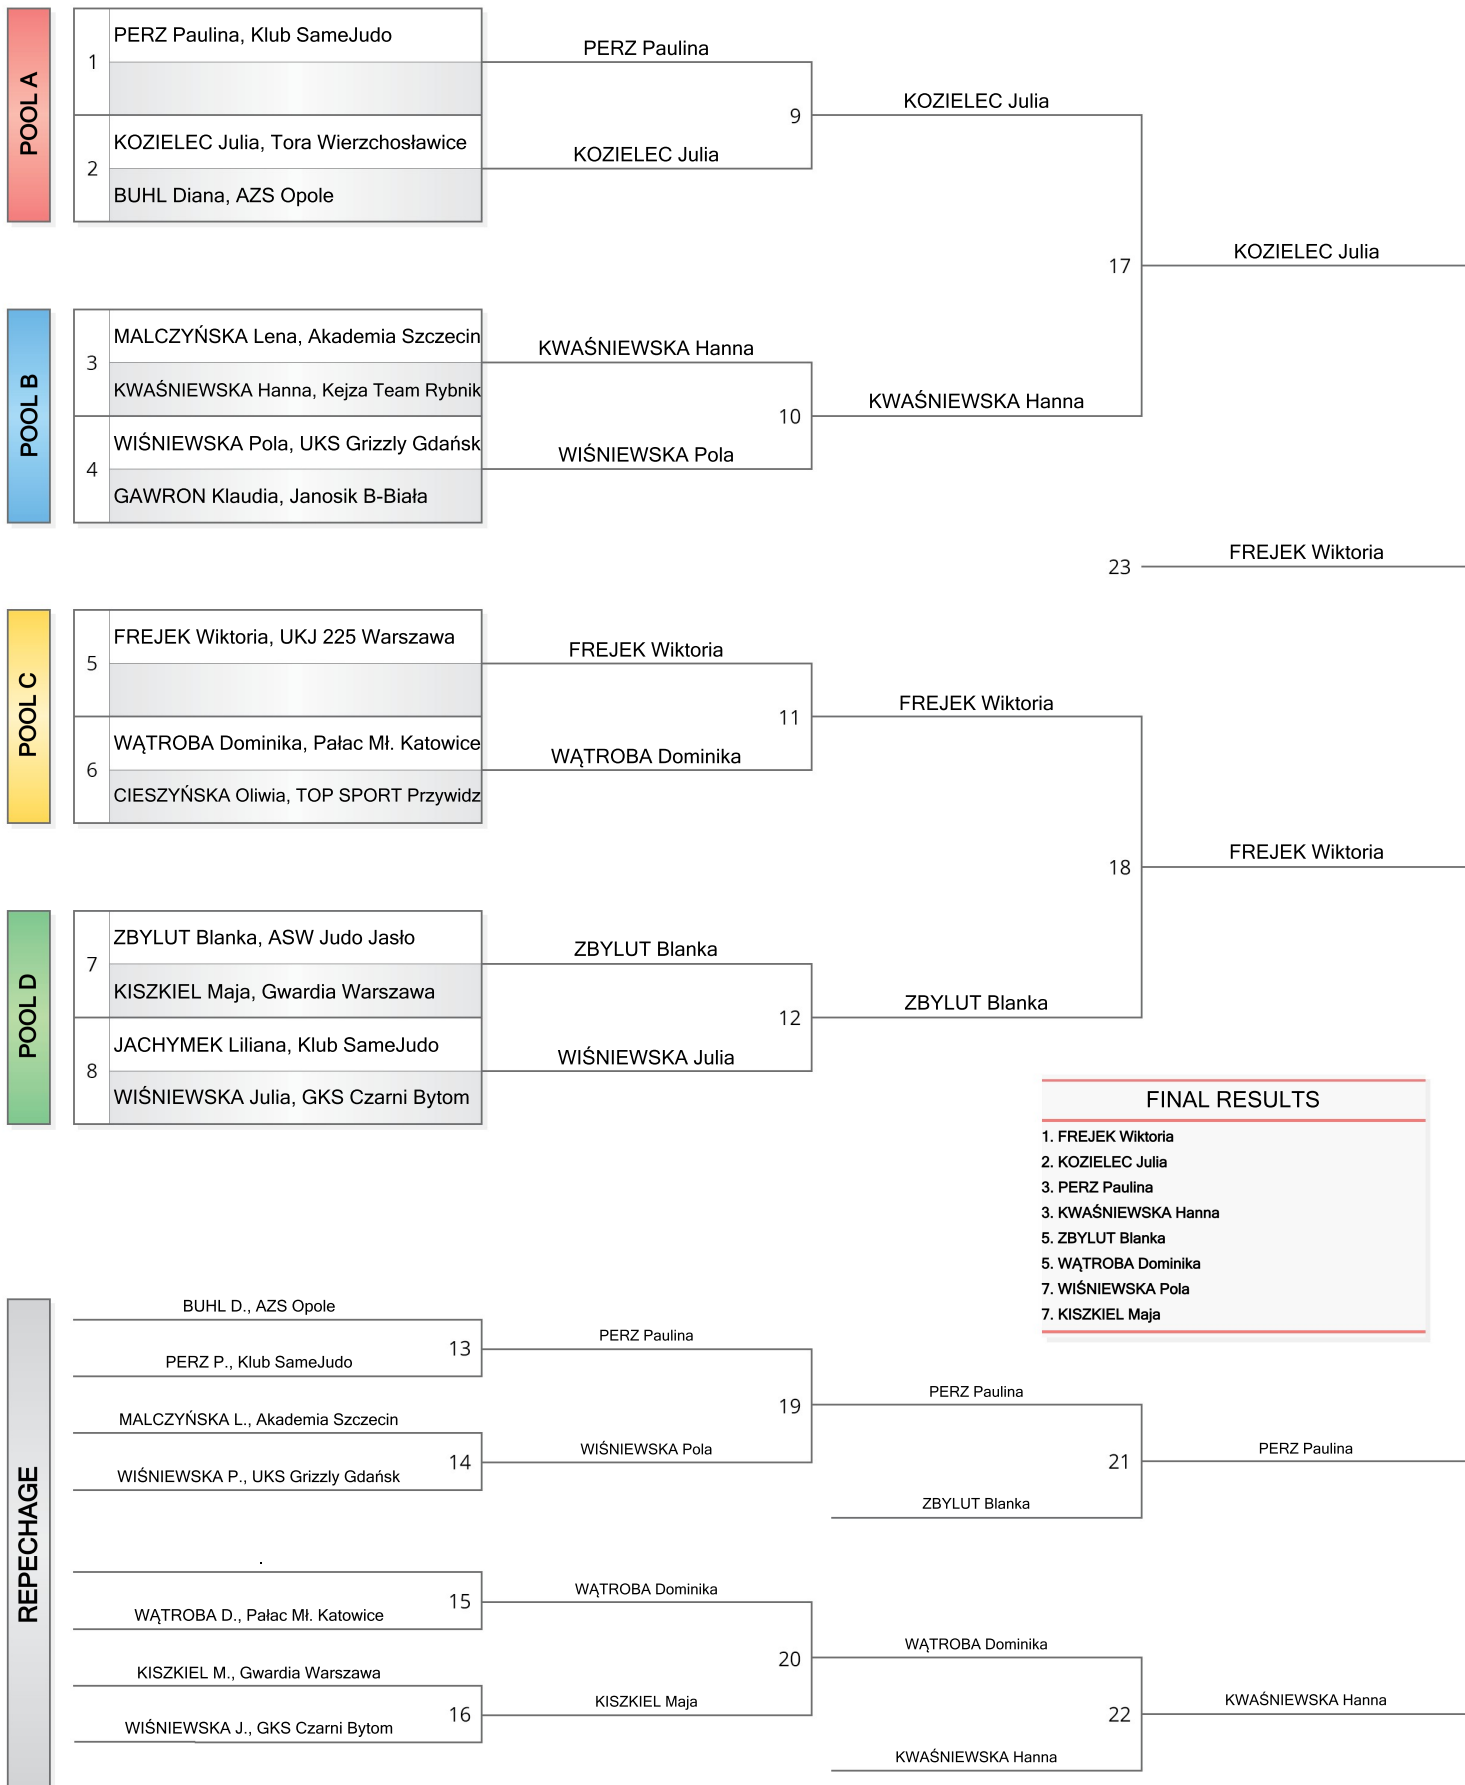 POOL A
1
PERZ Paulina, Klub SameJudo
2
KOZIELEC Julia, Tora Wierzchosławice
BUHL Diana, AZS Opole
PERZ Paulina
KOZIELEC Julia
9
KOZIELEC Julia
17
KOZIELEC Julia
POOL B
3
MALCZYŃSKA Lena, Akademia Szczecin
KWAŚNIEWSKA Hanna, Kejza Team Rybnik
4
WIŚNIEWSKA Pola, UKS Grizzly Gdańsk
GAWRON Klaudia, Janosik B-Biała
KWAŚNIEWSKA Hanna
WIŚNIEWSKA Pola
10
KWAŚNIEWSKA Hanna
23
FREJEK Wiktoria
POOL C
5
FREJEK Wiktoria, UKJ 225 Warszawa
6
WĄTROBA Dominika, Pałac Mł. Katowice
CIESZYŃSKA Oliwia, TOP SPORT Przywidz
FREJEK Wiktoria
WĄTROBA Dominika
11
FREJEK Wiktoria
18
FREJEK Wiktoria
POOL D
7
ZBYLUT Blanka, ASW Judo Jasło
KISZKIEL Maja, Gwardia Warszawa
8
JACHYMEK Liliana, Klub SameJudo
WIŚNIEWSKA Julia, GKS Czarni Bytom
ZBYLUT Blanka
WIŚNIEWSKA Julia
12
ZBYLUT Blanka
FINAL RESULTS
1. FREJEK Wiktoria
2. KOZIELEC Julia
3. PERZ Paulina
3. KWAŚNIEWSKA Hanna
5. ZBYLUT Blanka
5. WĄTROBA Dominika
7. WIŚNIEWSKA Pola
7. KISZKIEL Maja
REPECHAGE
BUHL D., AZS Opole
PERZ P., Klub SameJudo
13
PERZ Paulina
MALCZYŃSKA L., Akademia Szczecin
WIŚNIEWSKA P., UKS Grizzly Gdańsk
14
WIŚNIEWSKA Pola
19
PERZ Paulina
ZBYLUT Blanka
21
PERZ Paulina
.
WĄTROBA D., Pałac Mł. Katowice
15
WĄTROBA Dominika
KISZKIEL M., Gwardia Warszawa
WIŚNIEWSKA J., GKS Czarni Bytom
16
KISZKIEL Maja
20
WĄTROBA Dominika
KWAŚNIEWSKA Hanna
22
KWAŚNIEWSKA Hanna